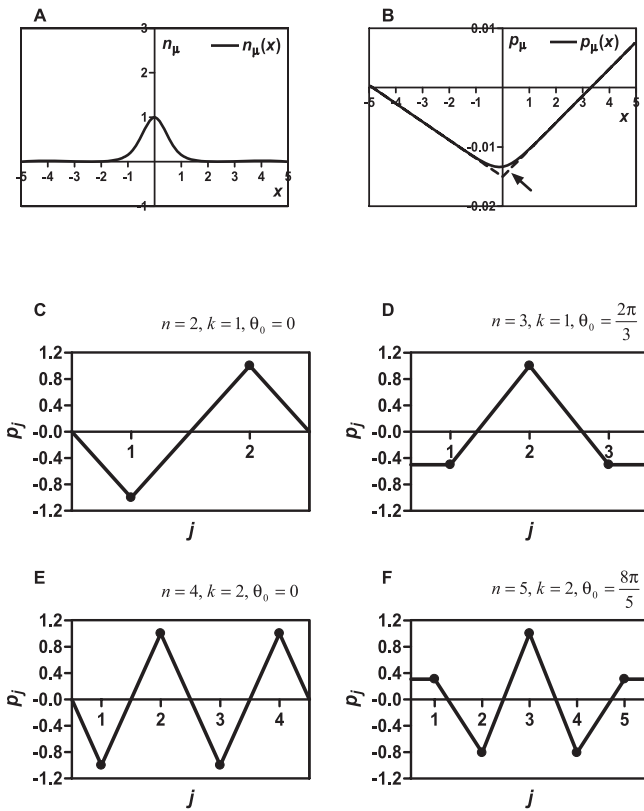 A
n_μ
n_μ(x)
3
2
1
-1
-5 -4 -3 -2 -1 1 2 3 4 5
x
B
p_μ
p_μ(x)
0.01
-0.01
-0.02
-5 -4 -3 -2 -1 1 2 3 4 5
x
C
n = 2, k = 1, θ_0 = 0
1.2
0.8
0.4
-0.0
-0.4
-0.8
-1.2
p_j
1 2
j
D
n = 3, k = 1, θ_0 = 2π/3
1.2
0.8
0.4
-0.0
-0.4
-0.8
-1.2
p_j
1 2 3
j
E
n = 4, k = 2, θ_0 = 0
1.2
0.8
0.4
-0.0
-0.4
-0.8
-1.2
p_j
1 2 3 4
j
F
n = 5, k = 2, θ_0 = 8π/5
1.2
0.8
0.4
-0.0
-0.4
-0.8
-1.2
p_j
1 2 3 4 5
j